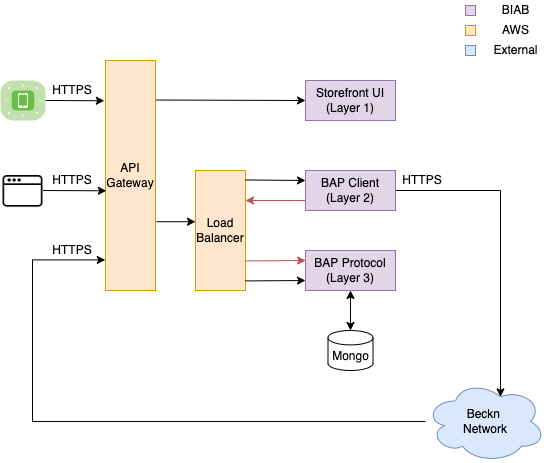 BIAB
AWS
External
HTTPS
Storefront UI
(Layer 1)
API
Gateway
HTTPS
BAP Client
(Layer 2)
HTTPS
Load
Balancer
HTTPS
BAP Protocol
(Layer 3)
Mongo
Beckn
Network